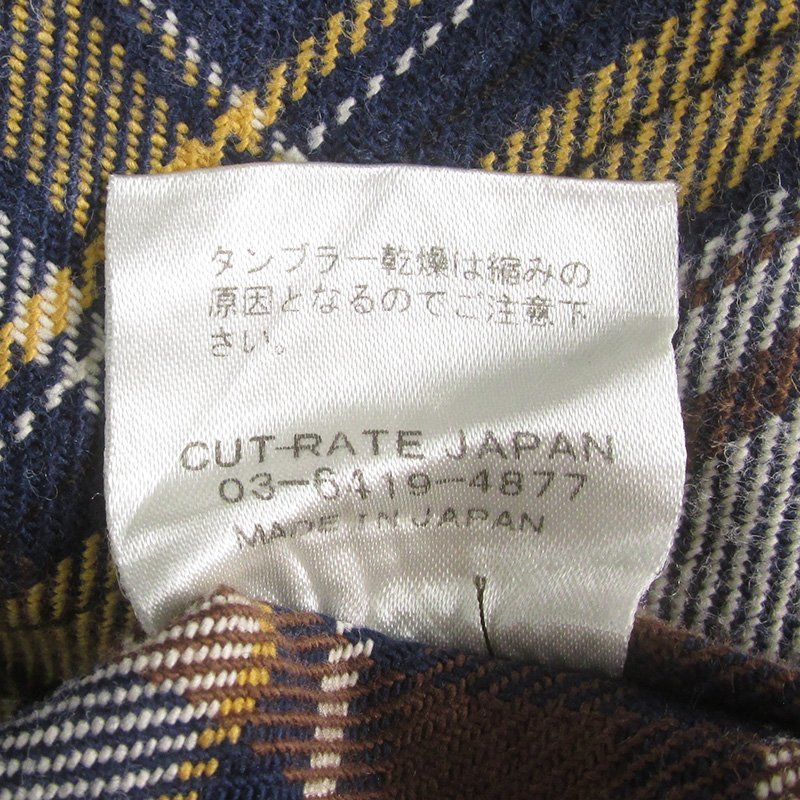 タンブラー乾燥は縮みの
原因となるのでご注意下
さい。
CUT-RATE JAPAN
03-6419-4877
MADE IN JAPAN